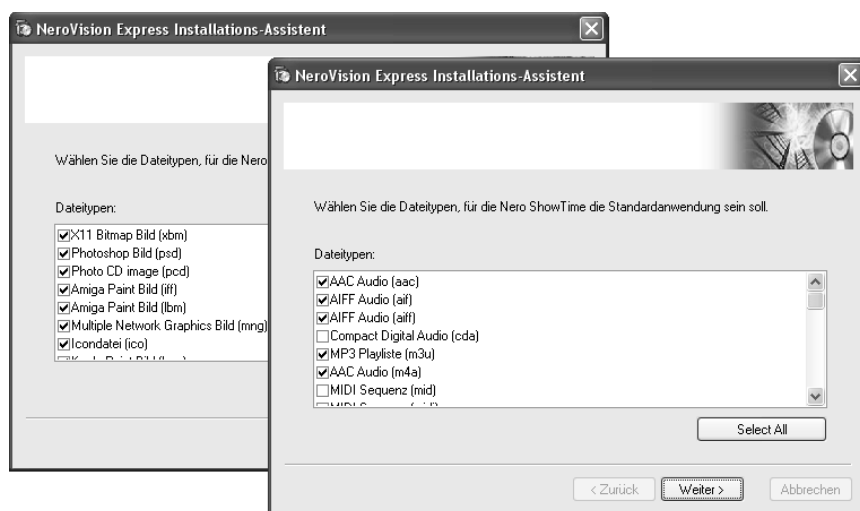 NeroVision Express Installations-Assistent
Wählen Sie die Dateitypen, für die Nero
Dateitypen:
X11 Bitmap Bild (xbm)
Photoshop Bild (psd)
Photo CD image (pcd)
Amiga Paint Bild (iff)
Amiga Paint Bild (lbm)
Multiple Network Graphics Bild (mng)
Icondatei (ico)
NeroVision Express Installations-Assistent
Wählen Sie die Dateitypen, für die Nero ShowTime die Standardanwendung sein soll.
Dateitypen:
AAC Audio (aac)
AIFF Audio (aif)
AIFF Audio (aiff)
Compact Digital Audio (cda)
MP3 Playliste (m3u)
AAC Audio (m4a)
MIDI Sequenz (mid)
Select All
< Zurück
Weiter >
Abbrechen